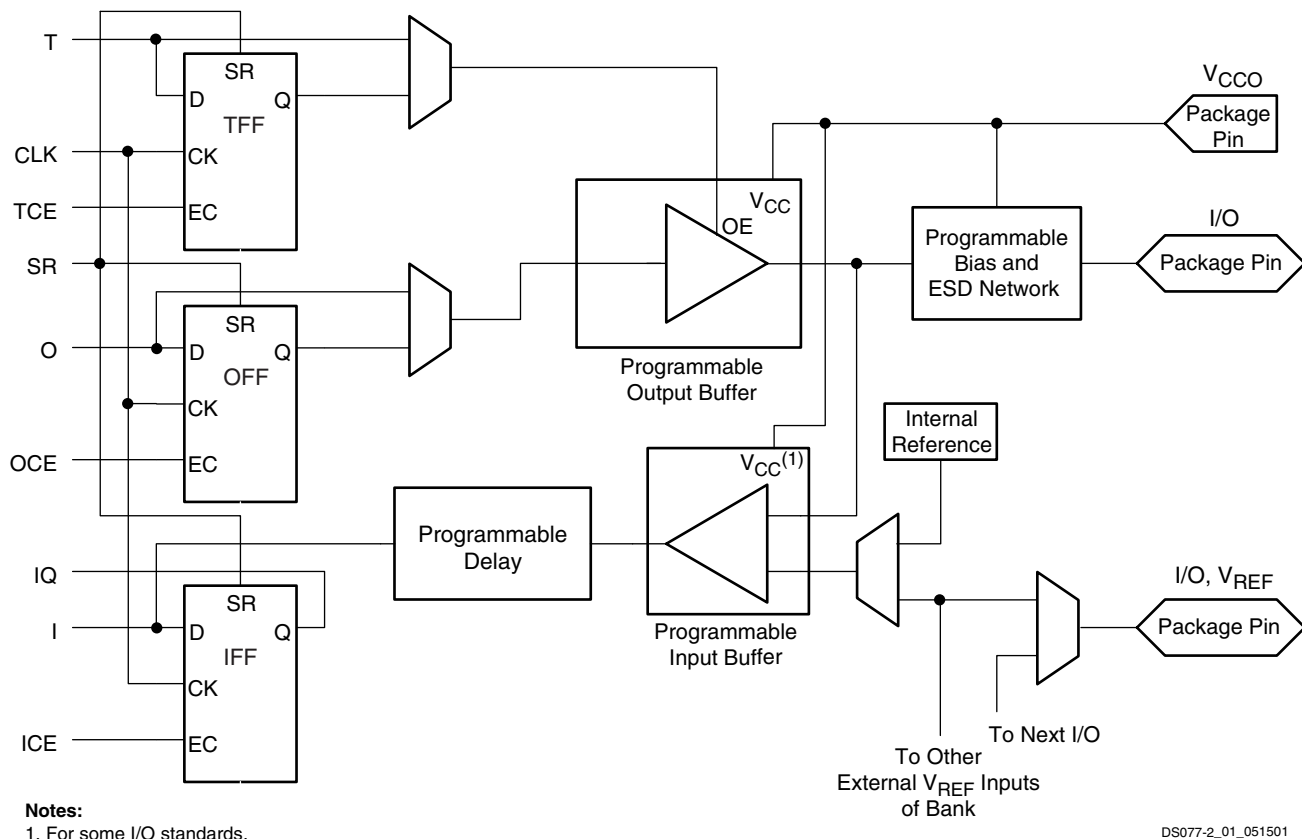 T
SR
D
Q
TFF
CLK
CK
TCE
EC
SR
SR
O
D
Q
OFF
CK
OCE
EC
IQ
SR
I
D
Q
IFF
CK
ICE
EC
VCC
OE
Programmable
Output Buffer
VCCO
Package
Pin
I/O
Programmable
Bias and
ESD Network
Package Pin
Internal
Reference
VCC(1)
Programmable
Delay
Programmable
Input Buffer
I/O, VREF
Package Pin
To Next I/O
To Other
External VREF Inputs
of Bank
Notes:
1. For some I/O standards.
DS077-2_01_051501